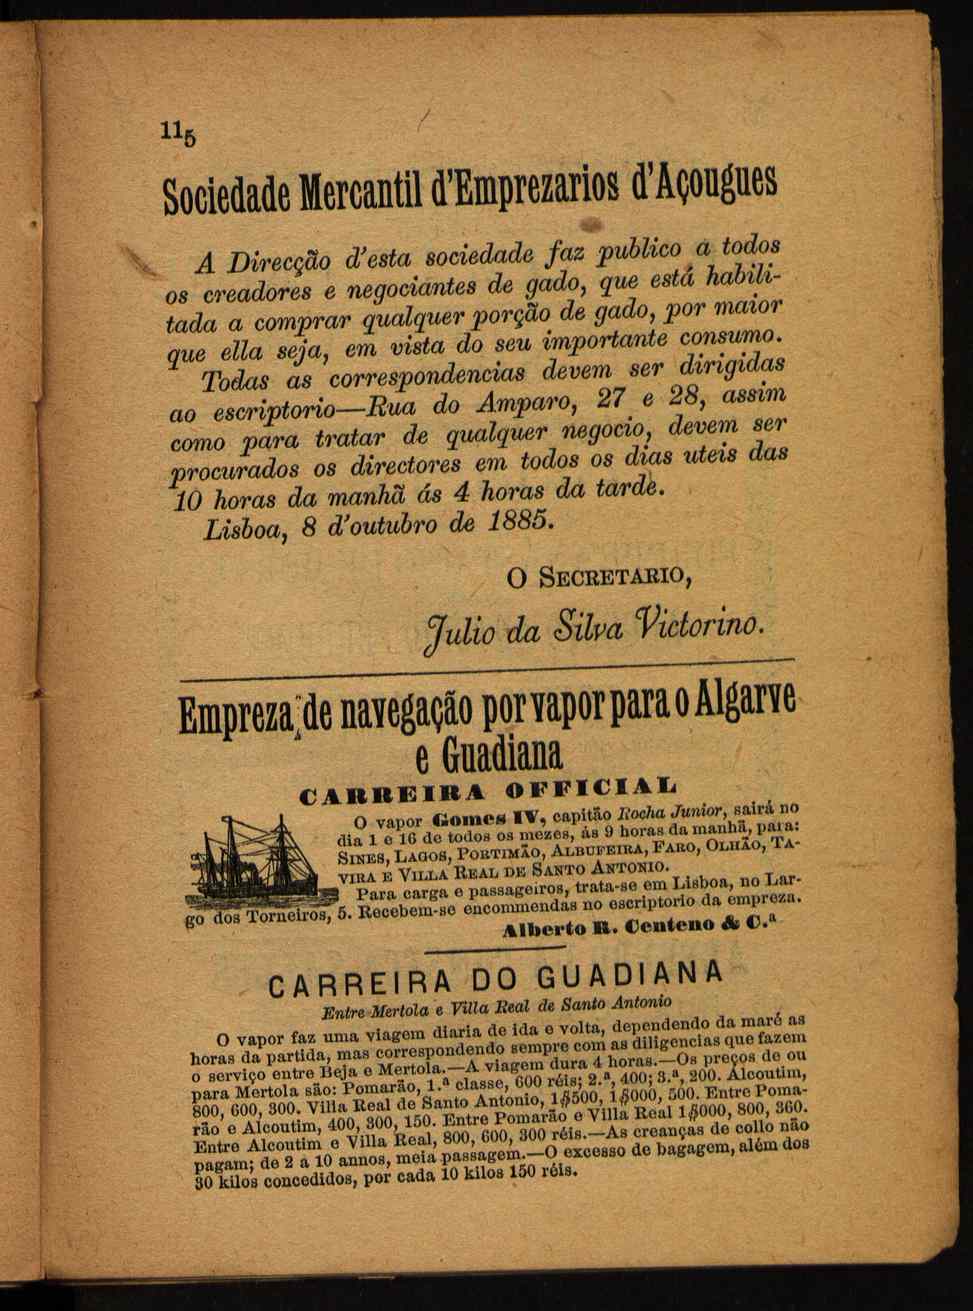 115
Sociedade Mercantil d'Emprezarios d'Açougues
A Direcção d'esta sociedade faz publico a todos
os creadores e negociantes de gado, que está habili-
tada a comprar qualquer porção de gado, por maior
que ella seja, em vista do seu importante consumo.
Todas as correspondencias devem ser dirigidas
ao escriptorio—Rua do Amparo, 27 e 28, assim
como para tratar de qualquer negocio, devem ser
procurados os directores em todos os dias uteis das
10 horas da manhã ás 4 horas da tarde.
Lisboa, 8 d'outubro de 1885.
O SECRETARIO,
Julio da Silva Victorino.
Empreza de navegação por vapor para o Algarve
e Guadiana
CARREIRA OFFICIAL
O vapor Gomes IV, capitão Rocha Junior, sairá no
dia 1 e 16 de todos os mezes, ás 9 horas da manhã, para:
SINES, LAGOS, PORTIMÃO, ALBUFEIRA, FARO, OLHÃO, TA-
VIRA E VILLA REAL DE SANTO ANTONIO.
Para carga e passageiros, trata-se em Lisboa, no Lar-
go dos Torneiros, 5. Recebem-se encommendas no escriptorio da empreza.
Alberto R. Centeno & C.ª
CARREIRA DO GUADIANA
Entre Mertola e Villa Real de Santo Antonio
O vapor faz uma viagem diaria de ida e volta, dependendo da maré as
horas da partida, mas correspondendo sempre com as diligencias que fazem
o serviço entre Beja e Mertola.—A viagem dura 4 horas.—Os preços de ou
para Mertola são: Pomarão, 1.ª classe, 600 réis; 2.ª, 400; 3.ª, 200. Alcoutim,
800, 600, 300. Villa Real de Santo Antonio, 1$500, 1$000, 500. Entre Poma-
rão e Alcoutim, 400, 300, 150. Entre Pomarão e Villa Real 1$000, 800, 360.
Entre Alcoutim e Villa Real, 800, 600, 300 réis.—As creanças de collo não
pagam; de 2 a 10 annos, meia passagem.—O excesso de bagagem, além dos
30 kilos concedidos, por cada 10 kilos 150 réis.